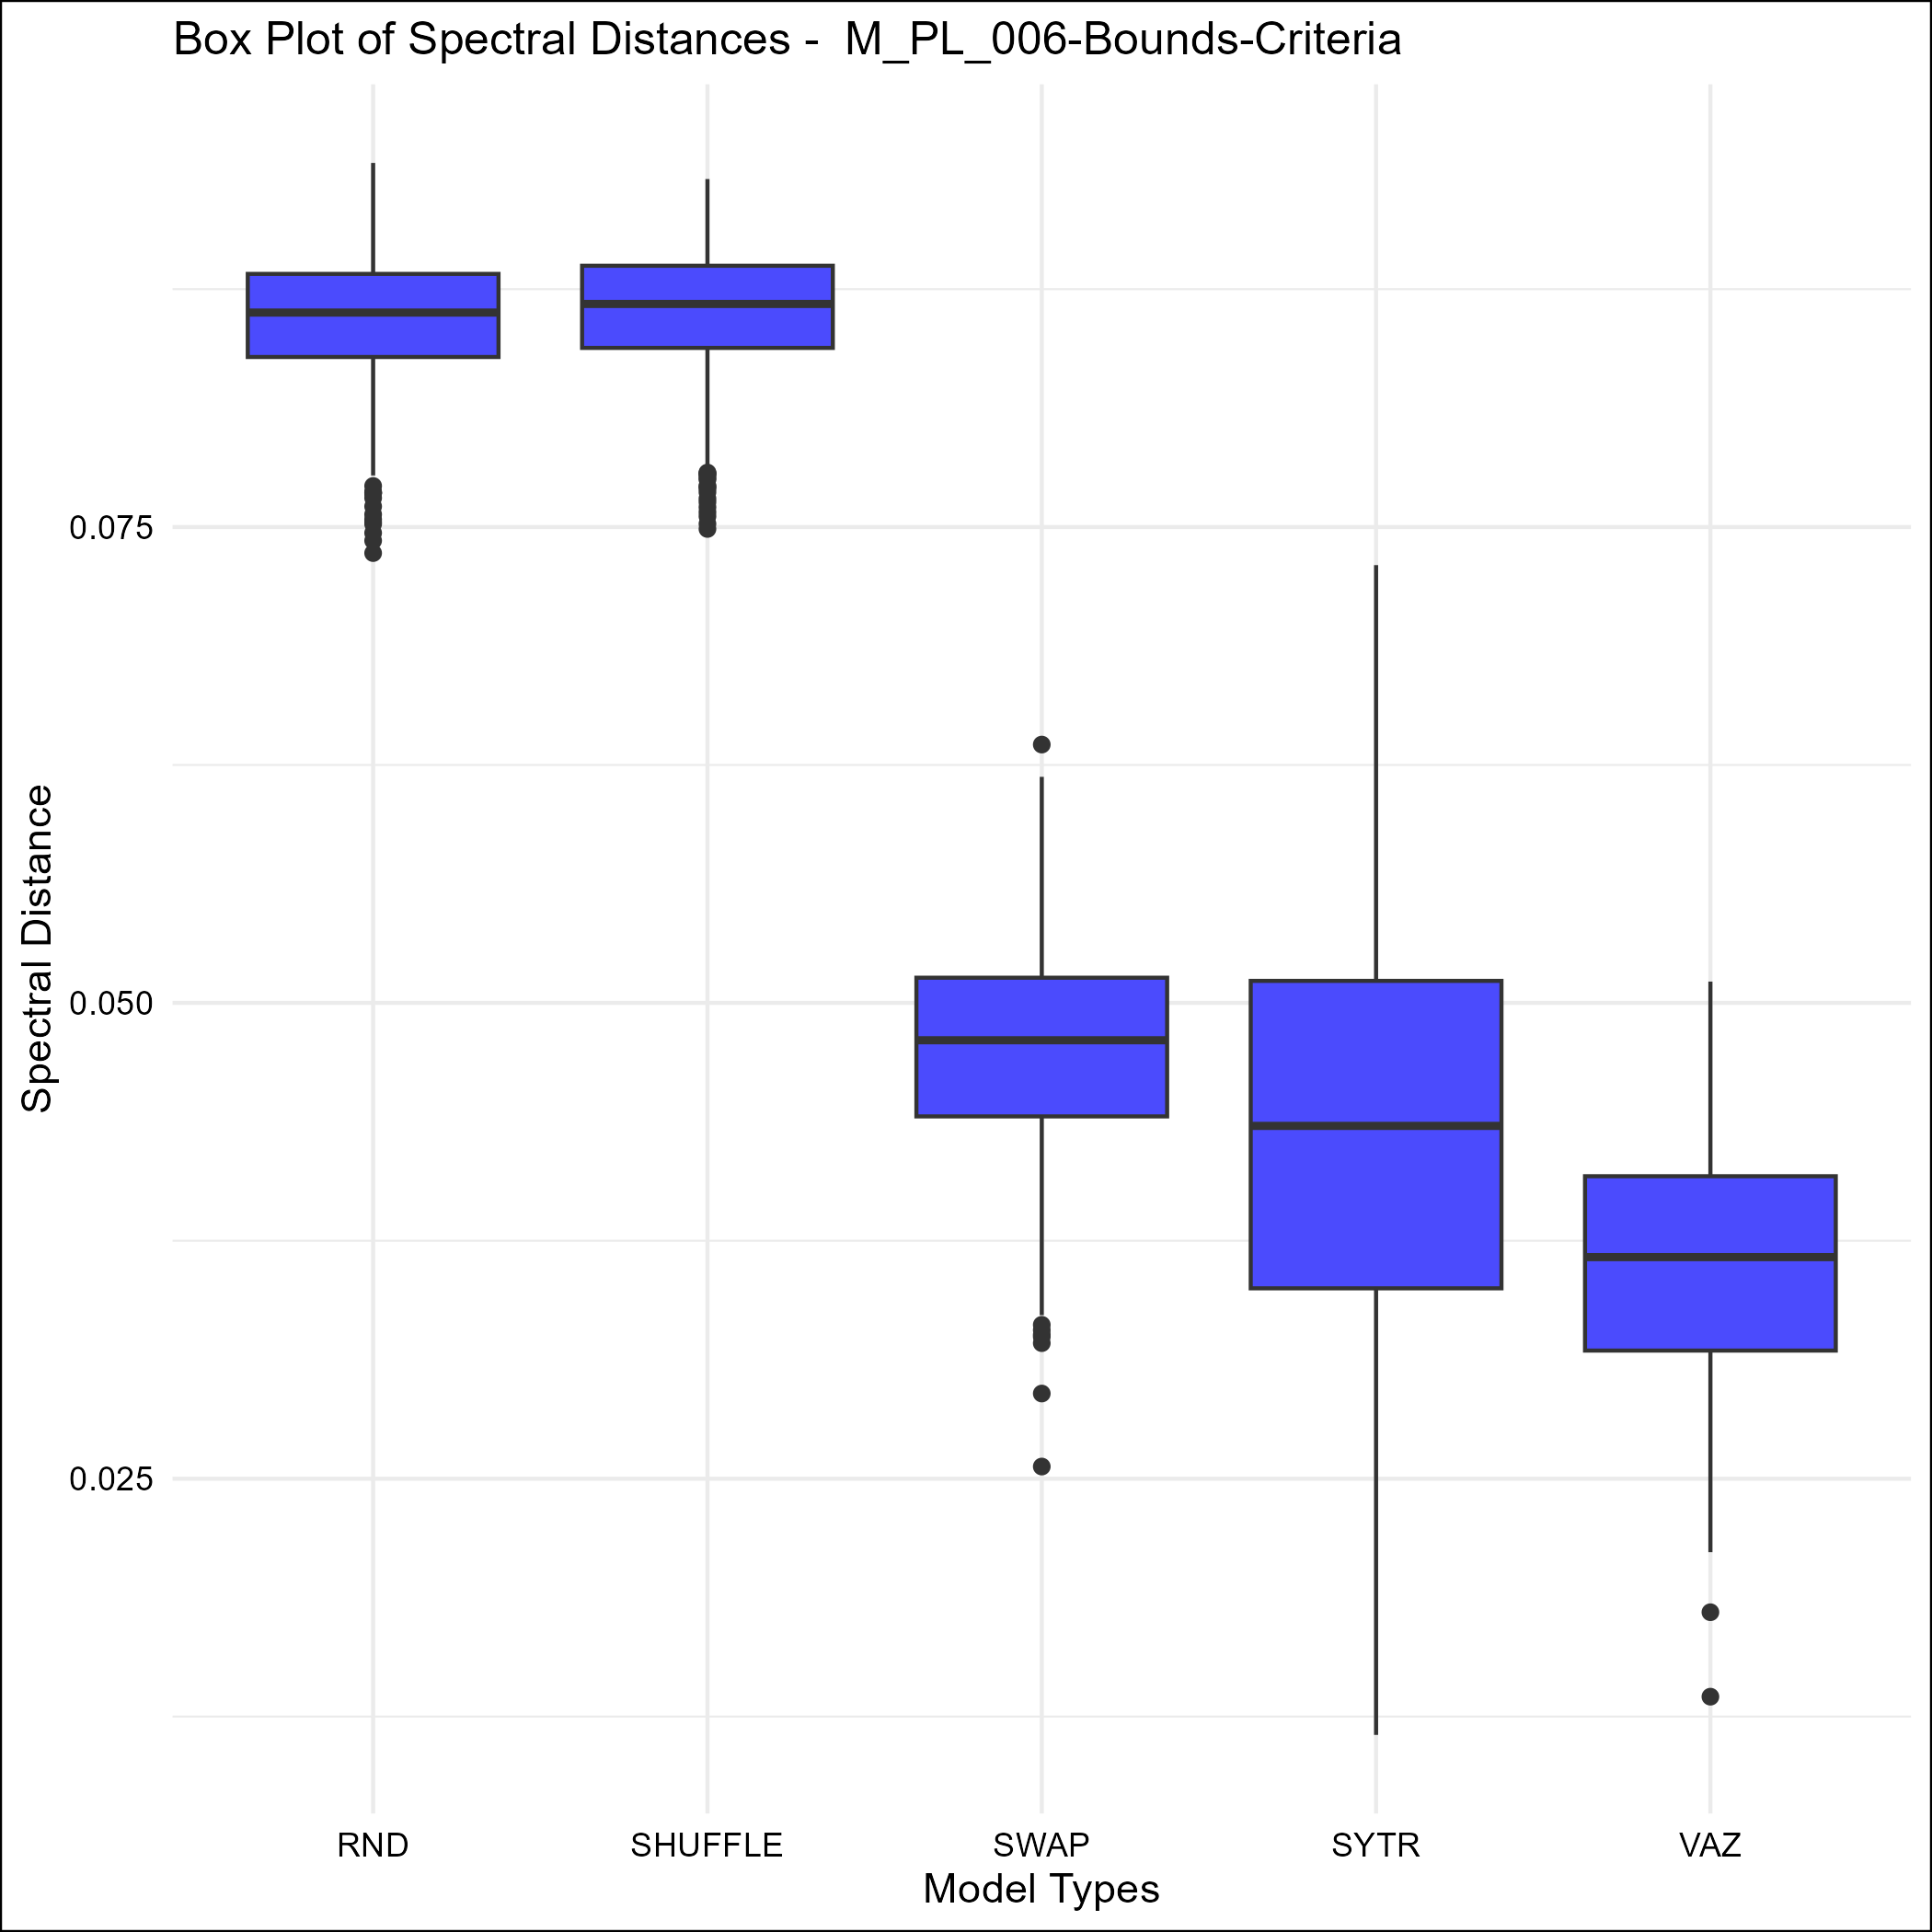 Box Plot of Spectral Distances -  M_PL_006-Bounds-Criteria
Spectral Distance
0.075
0.050
0.025
RND SHUFFLE SWAP SYTR VAZ
Model Types